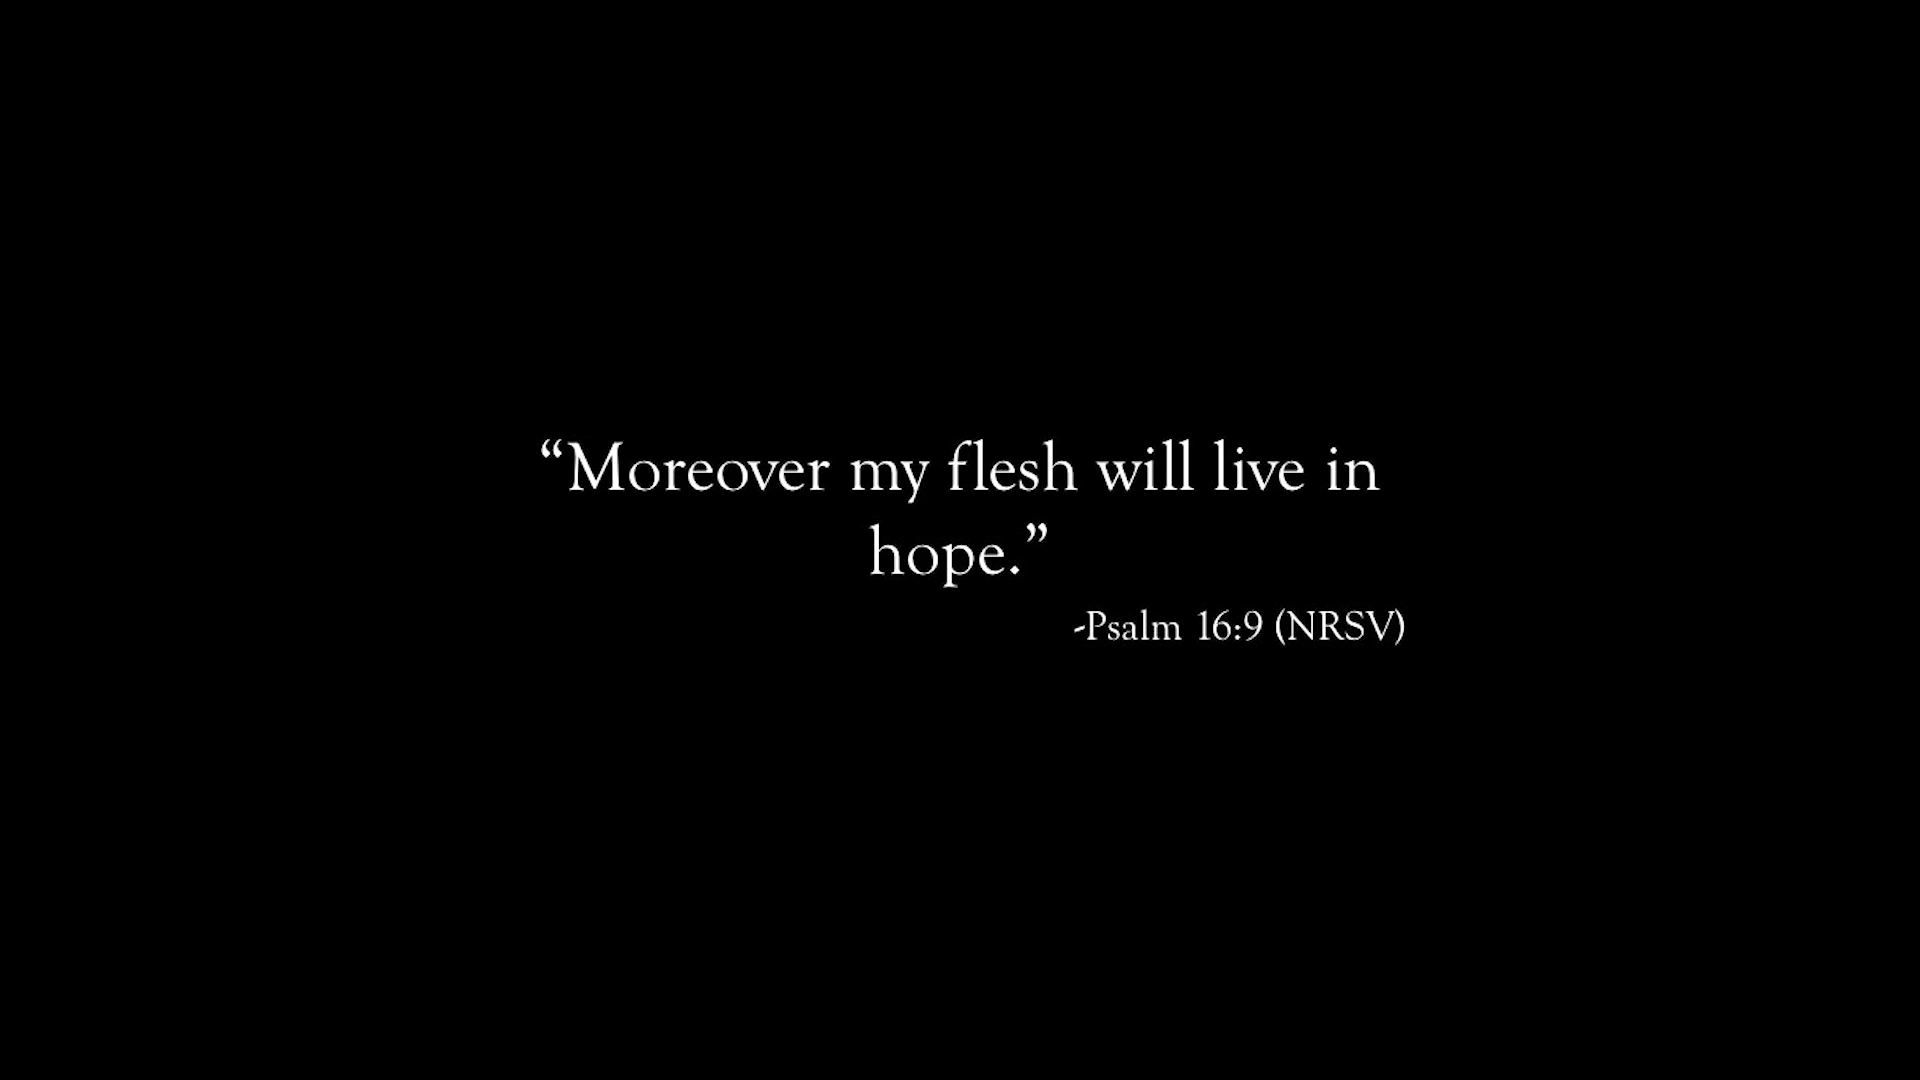 “Moreover my flesh will live in
hope.”
-Psalm 16:9 (NRSV)